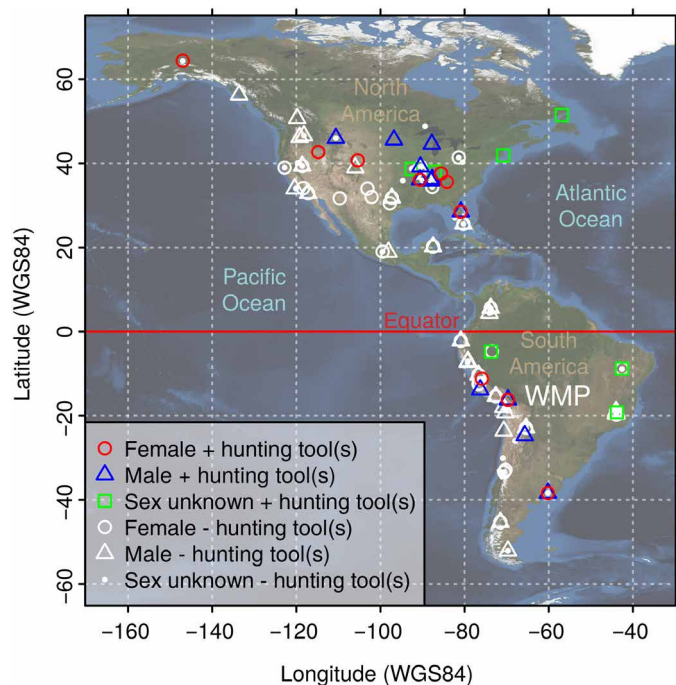 North
America
Atlantic
Ocean
Pacific
Ocean
Equator
South
America
WMP
Female + hunting tool(s)
Male + hunting tool(s)
Sex unknown + hunting tool(s)
Female - hunting tool(s)
Male - hunting tool(s)
Sex unknown - hunting tool(s)
60
40
20
0
−20
−40
−60
Latitude (WGS84)
−160 −140 −120 −100 −80 −60 −40
Longitude (WGS84)